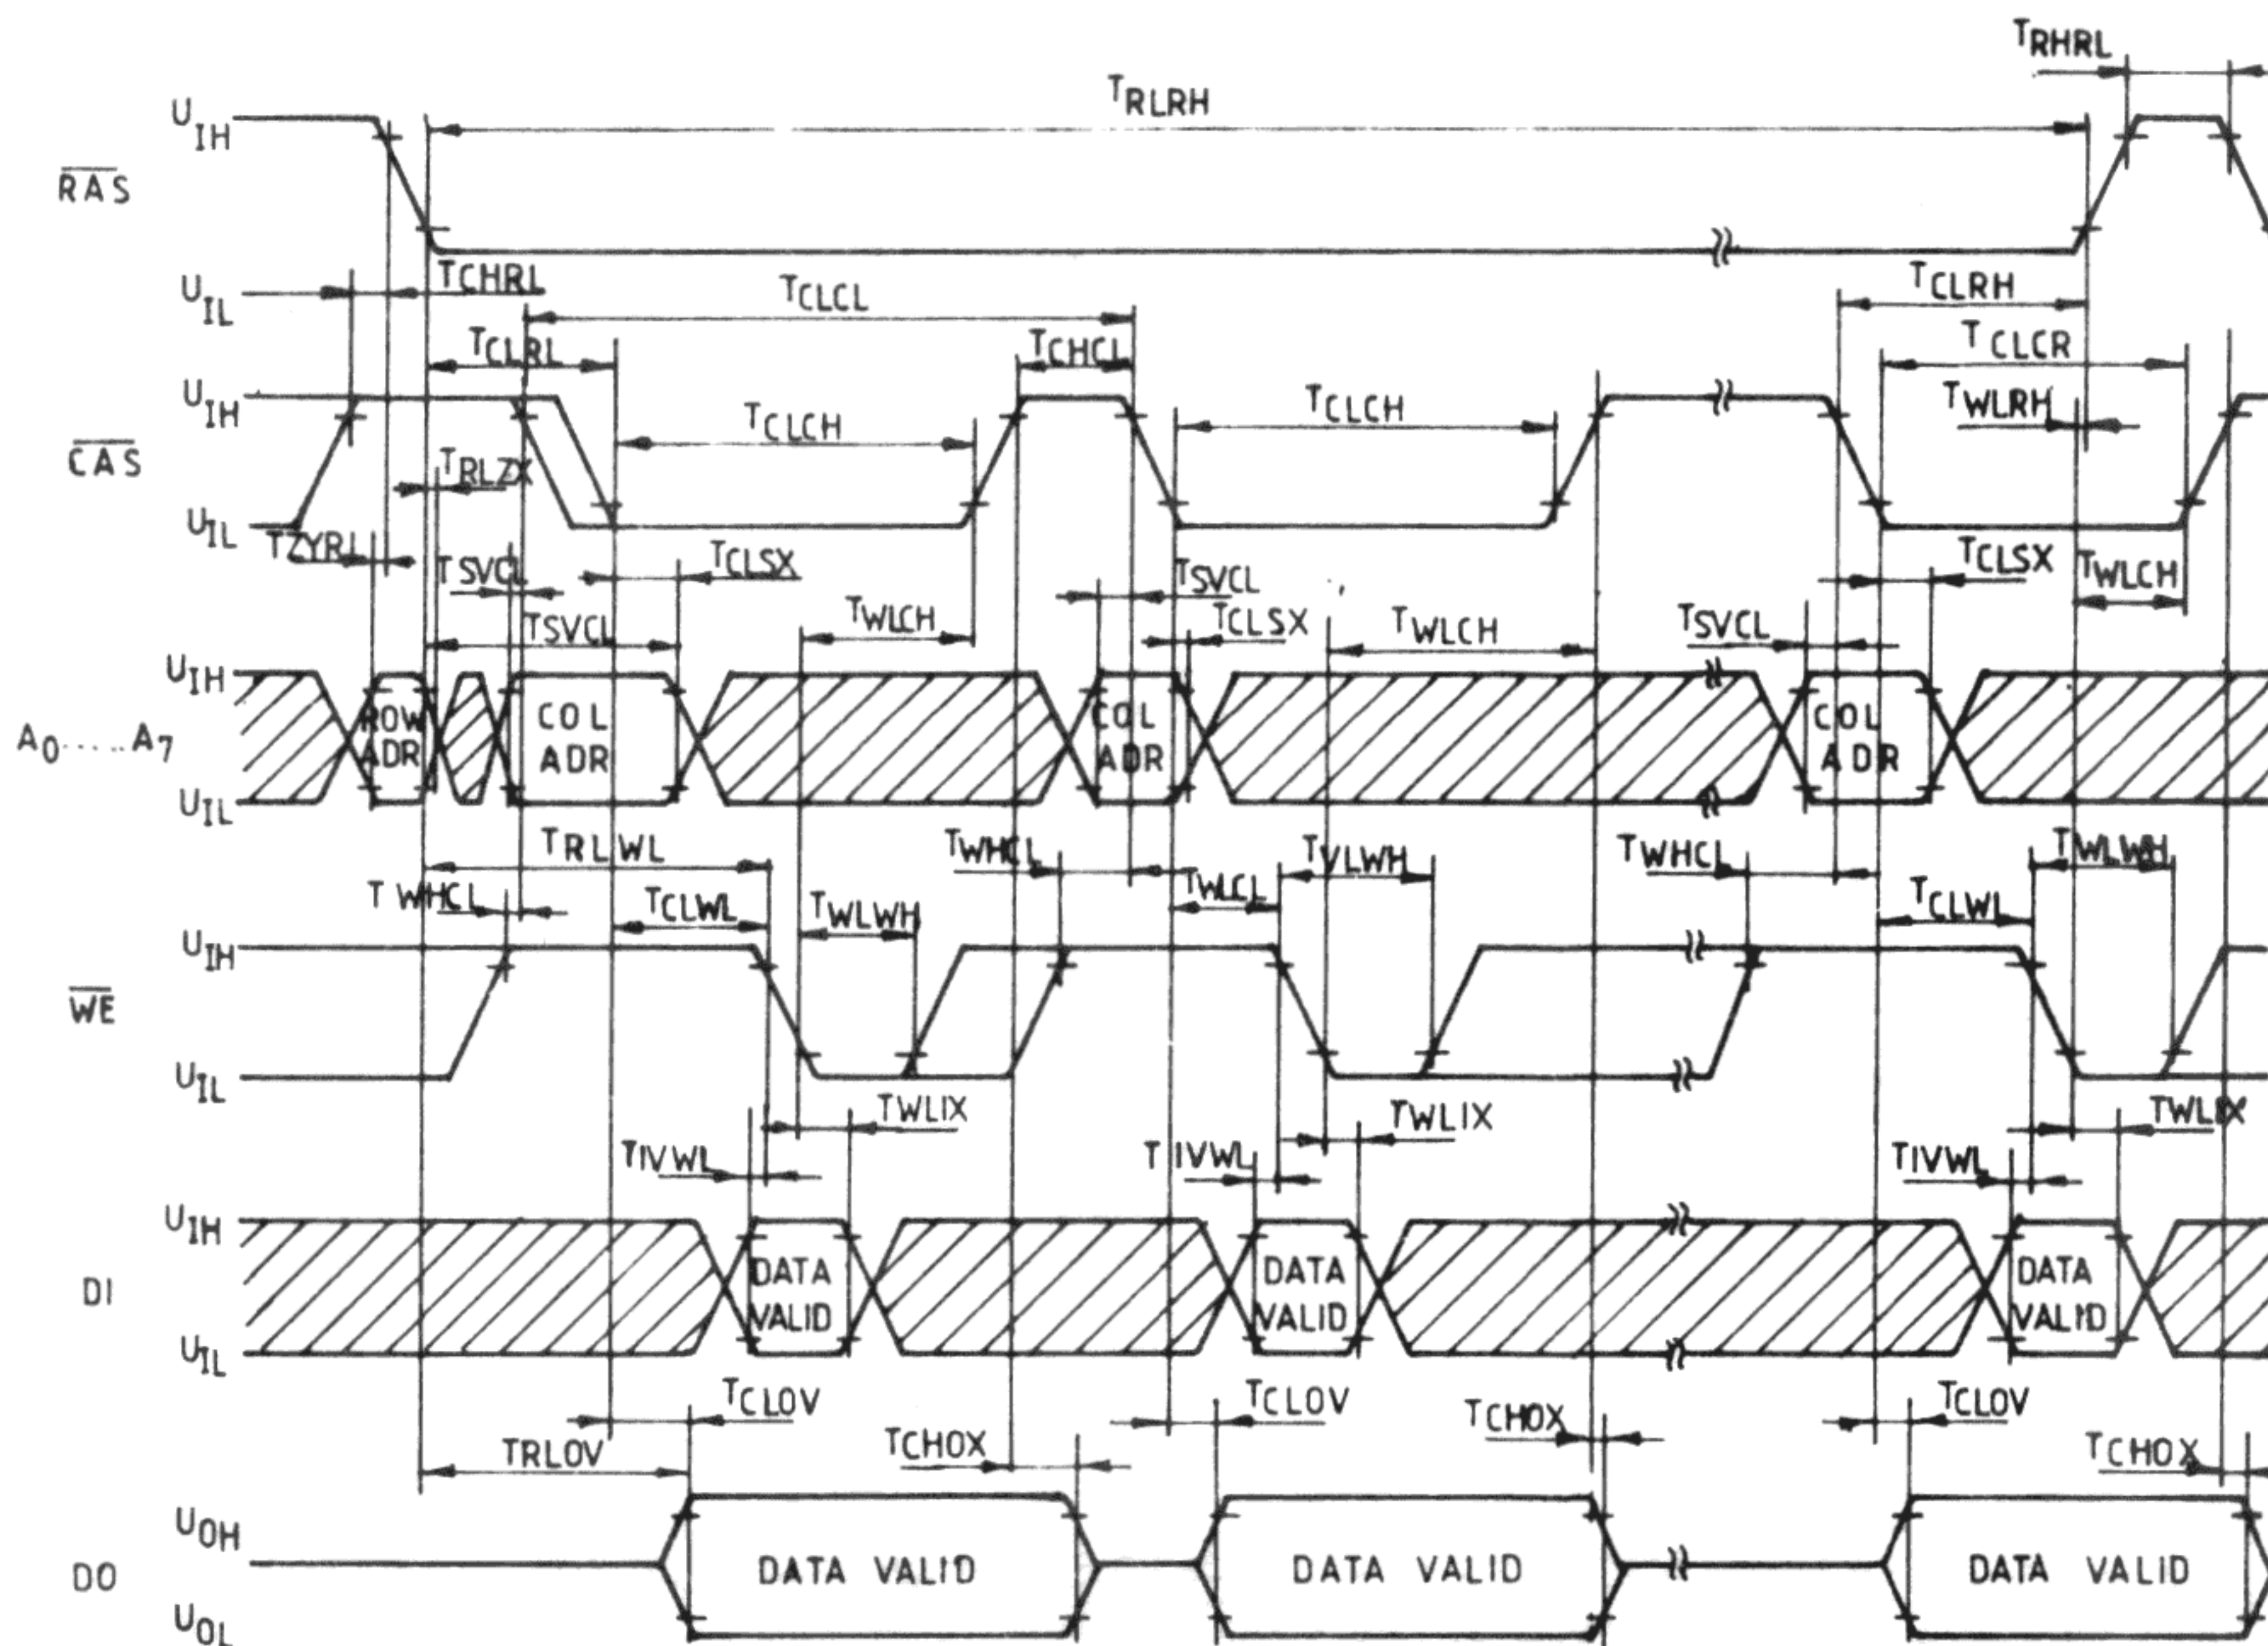 TRHRL
TRLRH
UIH
RAS
UIL
TCHRL
TCLCL
TCLRH
TCLRL
TCHCL
TCLCR
UIH
TCLCH
TCLCH
TWLRH
CAS
TRLZX
UIL
TZYRL
TSVCL
TCLSX
TSVCL
TCLSX
TWLCH
TSVCL
TWLCH
TCLSX
TWLCH
TSVCL
UIH
A0.....A7
ROW ADR
COL ADR
COL ADR
COL ADR
UIL
TRLWL
TWHCL
TVLWH
TWHCL
TWLWH
TWHCL
TCLWL
TWLWH
TWLCL
TCLWL
UIH
WE
UIL
TWLIX
TWLIX
TWLIX
TIVWL
TIVWL
TIVWL
UIH
DI
DATA VALID
DATA VALID
DATA VALID
UIL
TCLOV
TCLOV
TCLOV
TRLOV
TCHOX
TCHOX
TCHOX
UOH
DO
DATA VALID
DATA VALID
DATA VALID
UOL